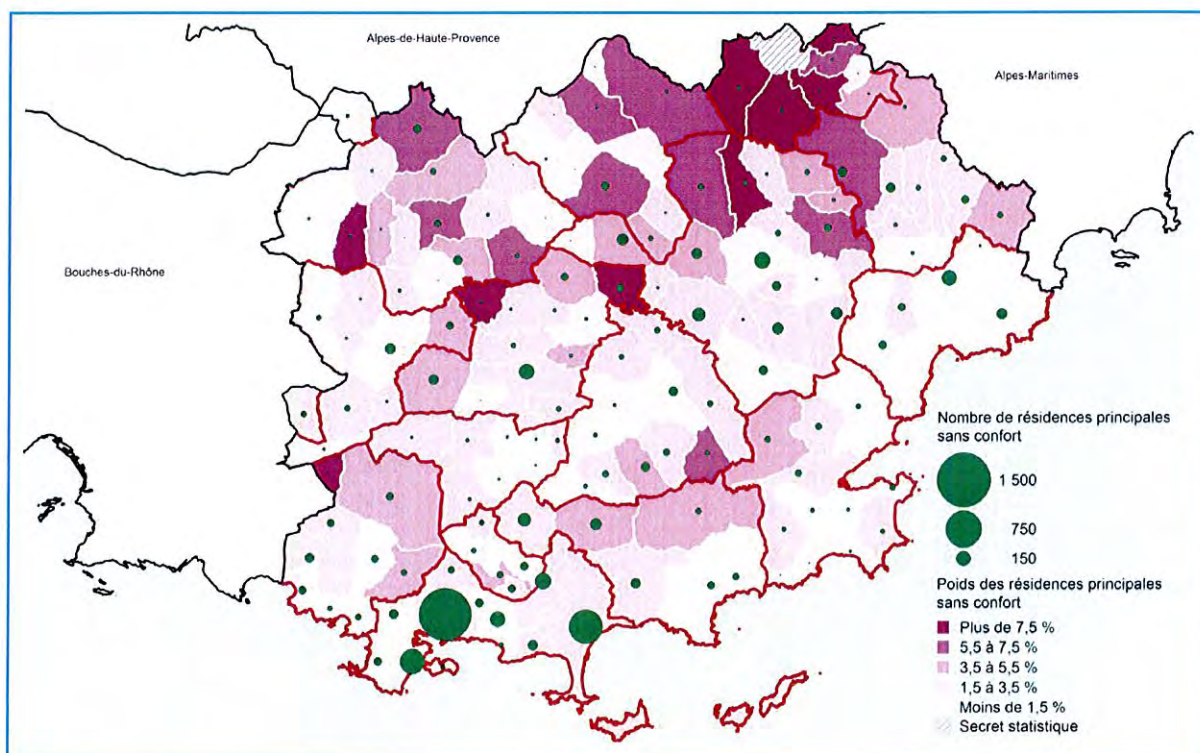 Alpes-de-Haute-Provence
Alpes-Maritimes
Bouches-du-Rhône
Nombre de résidences principales
sans confort
1 500
750
150
Poids des résidences principales
sans confort
Plus de 7,5 %
5,5 à 7,5 %
3,5 à 5,5 %
1,5 à 3,5 %
Moins de 1,5 %
Secret statistique